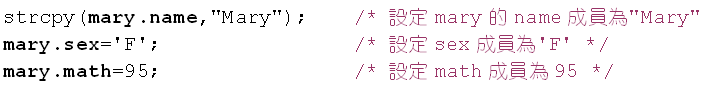 strcpy(mary.name,"Mary");    /* 設定 mary 的 name 成員為"Mary"
mary.sex='F';    /* 設定 sex 成員為'F' */
mary.math=95;    /* 設定 math 成員為 95 */